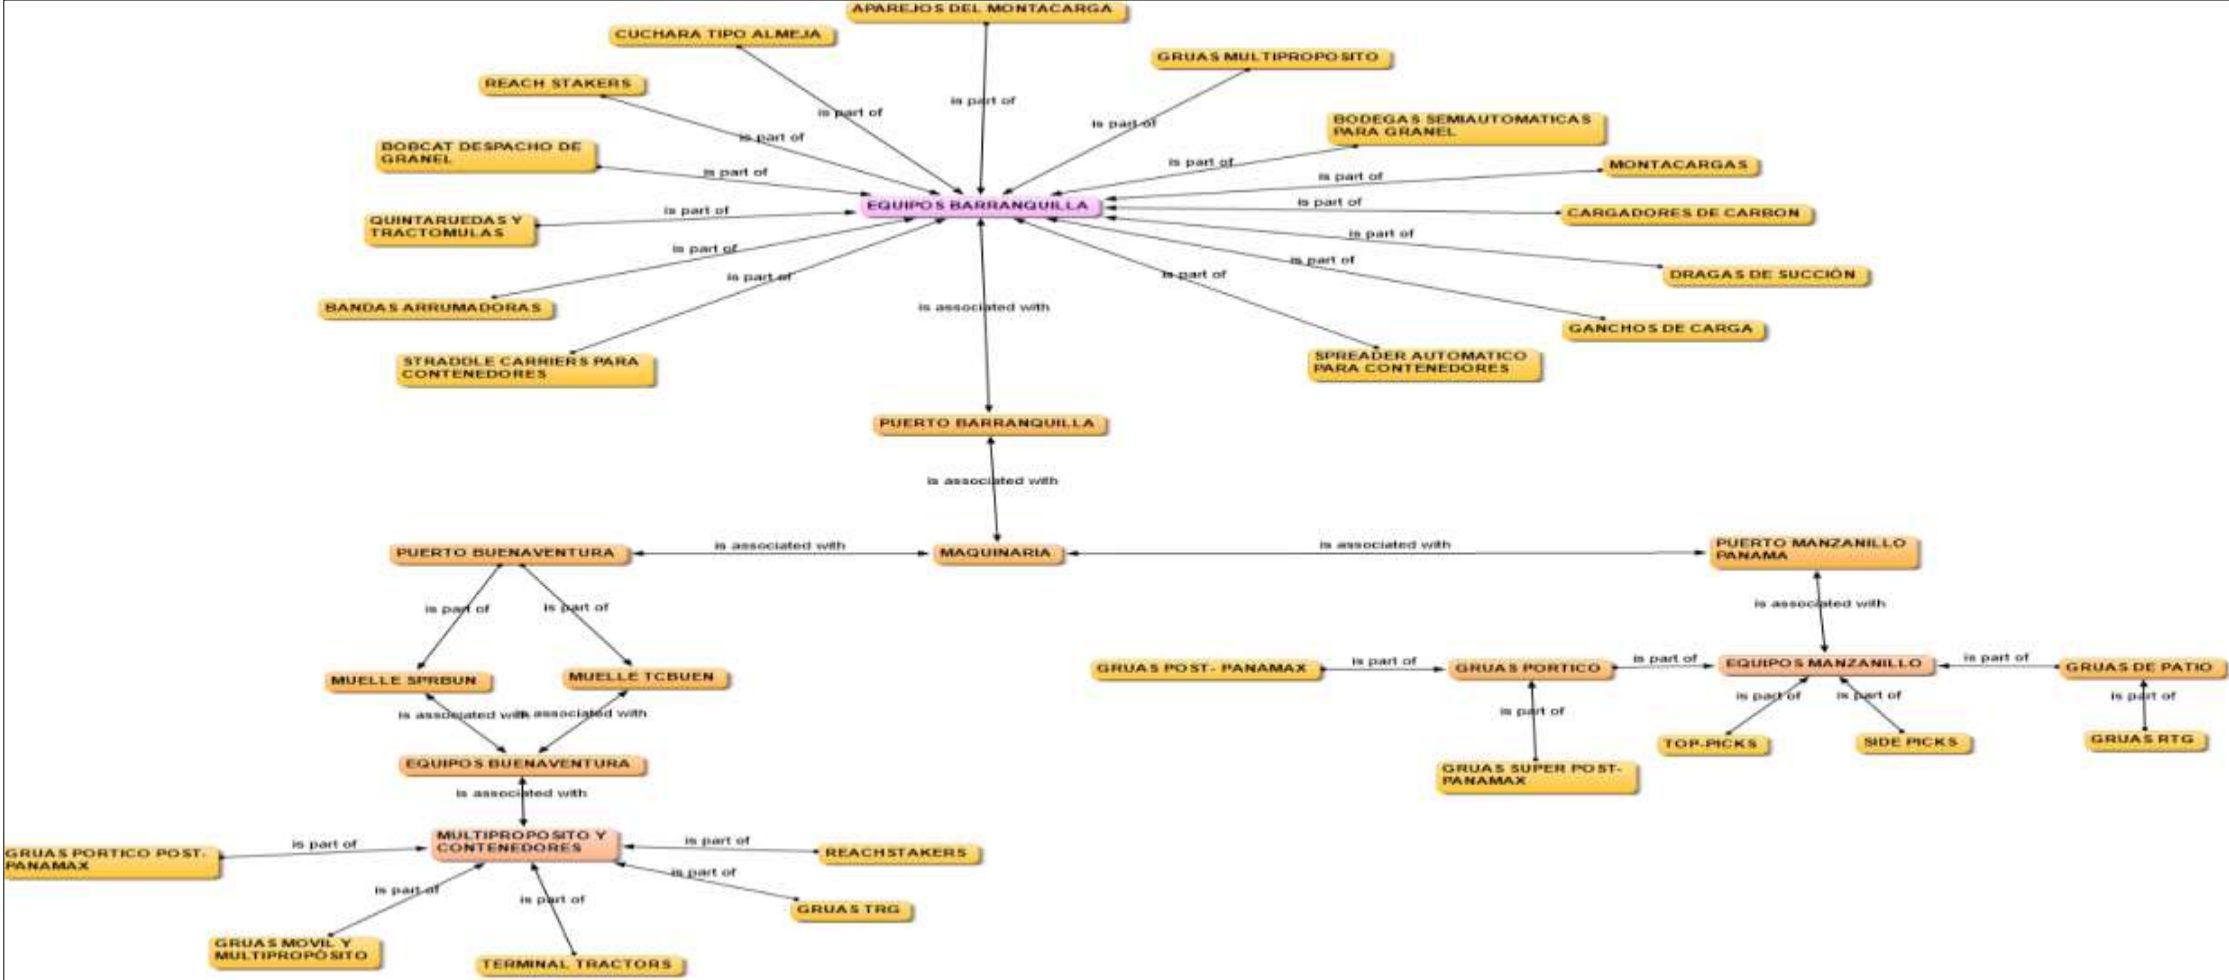 APAREJOS DEL MONTACARGA
CUCHARA TIPO ALMEJA
GRUAS MULTIPROPOSITO
REACH STAKERS
is part of
is part of
is part of
is part of
BODEGAS SEMIAUTOMATICAS
PARA GRANEL
BOBCAT DESPACHO DE
GRANEL
is part of
is part of
MONTACARGAS
is part of
EQUIPOS BARRANQUILLA
is part of
CARGADORES DE CARBON
QUINTARUEDAS Y
TRACTOMULAS
is part of
is part of
is part of
is part of
is part of
is part of
DRAGAS DE SUCCIÓN
BANDAS ARRUMADORAS
is associated with
GANCHOS DE CARGA
STRADDLE CARRIERS PARA
CONTENEDORES
SPREADER AUTOMATICO
PARA CONTENEDORES
PUERTO BARRANQUILLA
is associated with
PUERTO BUENAVENTURA
is associated with
MAQUINARIA
is associated with
PUERTO MANZANILLO
PANAMA
is part of
is part of
is associated with
MUELLE SPRBUN
MUELLE TCBUEN
GRUAS POST- PANAMAX
is part of
GRUAS PORTICO
is part of
EQUIPOS MANZANILLO
is part of
GRUAS DE PATIO
is associated with
is associated with
is part of
is part of
is part of
is part of
TOP-PICKS
SIDE PICKS
GRUAS RTG
EQUIPOS BUENAVENTURA
GRUAS SUPER POST-
PANAMAX
is associated with
MULTIPROPOSITO Y
CONTENEDORES
GRUAS PORTICO POST-
PANAMAX
is part of
is part of
REACHSTAKERS
is part of
is part of
is part of
GRUAS TRG
GRUAS MOVIL Y
MULTIPROPÓSITO
TERMINAL TRACTORS